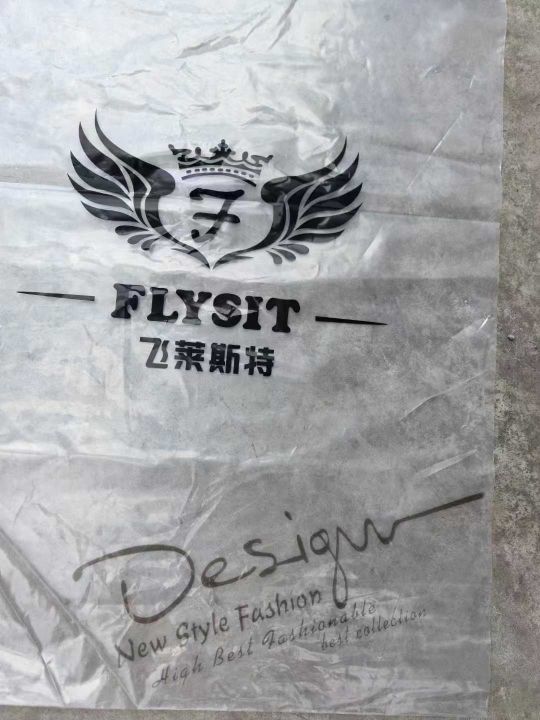 F
FLYSIT
飞莱斯特
Design
New Style Fashion
High Best Fashionable
best collection